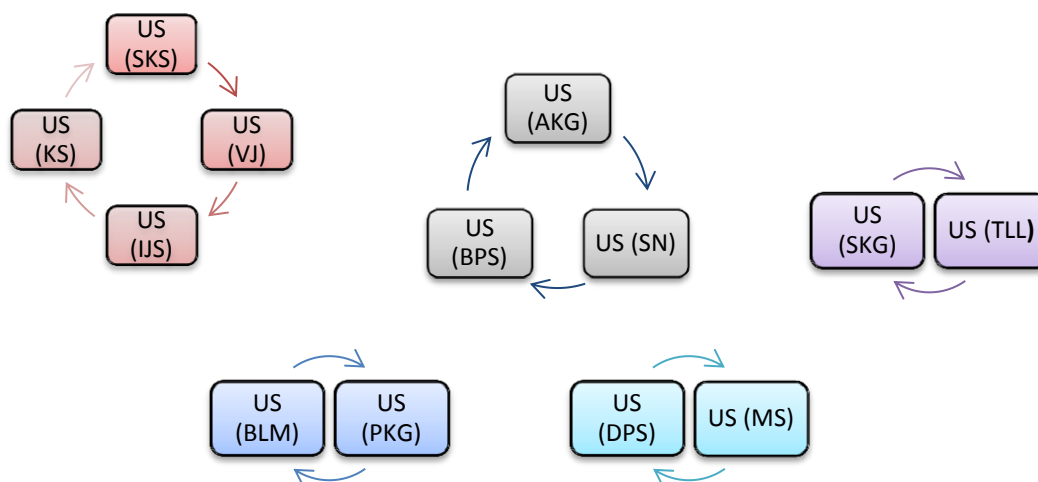 US
(SKS)
US
(KS)
US
(VJ)
US
(IJS)
US
(AKG)
US
(BPS)
US (SN)
US
(SKG)
US (TLL)
US
(BLM)
US
(PKG)
US
(DPS)
US (MS)